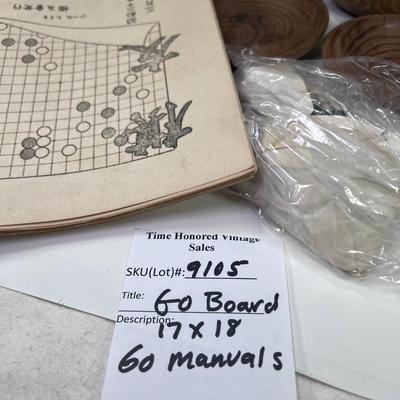 Time Honored Vintage
Sales
SKU(Lot)#: 9105
Title: GO Board
Description: 17 x 18
GO Manuals